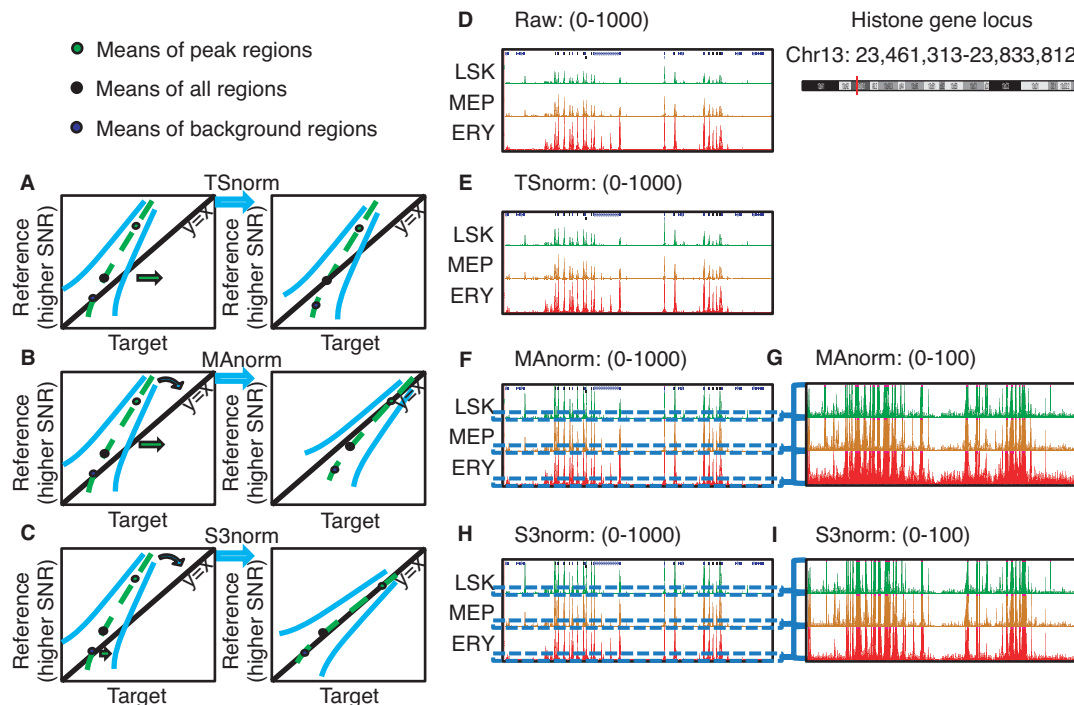 Means of peak regions
Means of all regions
Means of background regions
A
TSnorm
Reference
(higher SNR)
y=x
Target
Reference
(higher SNR)
y=x
B
MAnorm
Reference
(higher SNR)
y=x
Target
Reference
(higher SNR)
y=x
C
S3norm
Reference
(higher SNR)
y=x
Target
Reference
(higher SNR)
y=x
Target
D
Raw: (0-1000)
LSK
MEP
ERY
Histone gene locus
Chr13: 23,461,313-23,833,812
E
TSnorm: (0-1000)
LSK
MEP
ERY
F
MAnorm: (0-1000)
LSK
MEP
ERY
G
MAnorm: (0-100)
H
S3norm: (0-1000)
LSK
MEP
ERY
I
S3norm: (0-100)